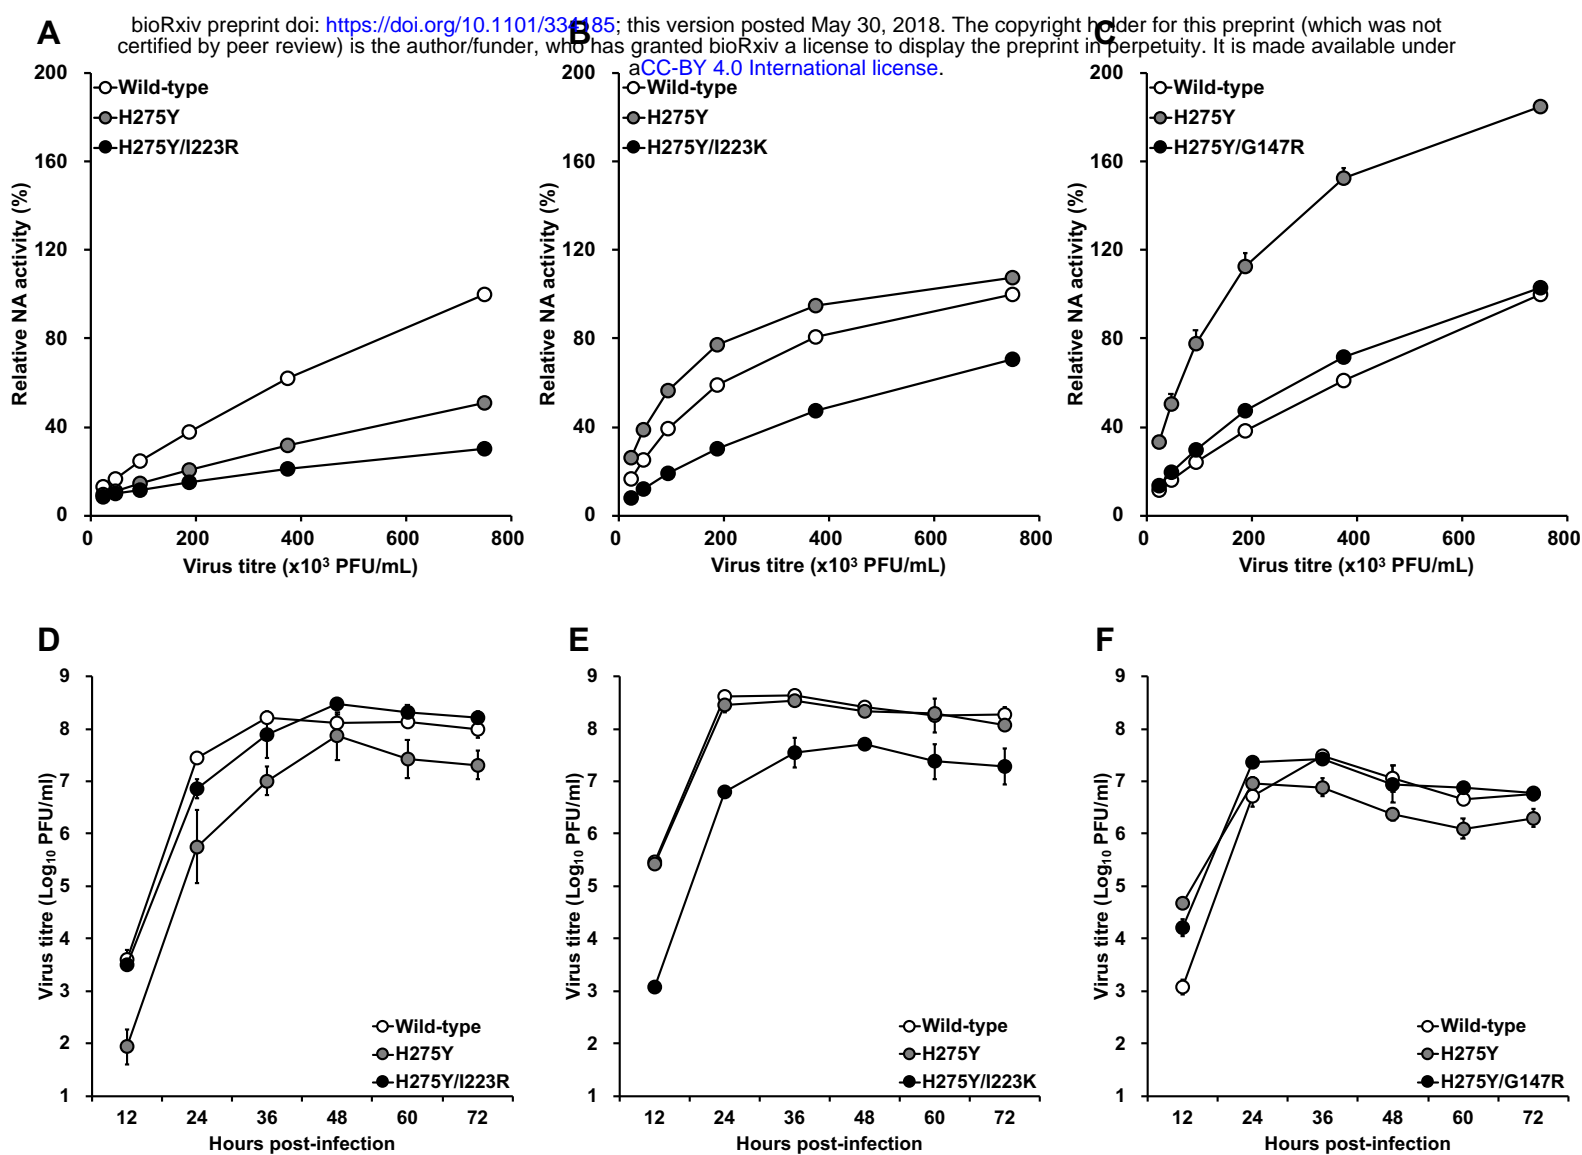 bioRxiv preprint doi: https://doi.org/10.1101/334185; this version posted May 30, 2018. The copyright holder for this preprint (which was not
certified by peer review) is the author/funder, who has granted bioRxiv a license to display the preprint in perpetuity. It is made available under
aCC-BY 4.0 International license.
A
200
160
120
80
40
0
Relative NA activity (%)
Wild-type
H275Y
H275Y/I223R
0 200 400 600 800
Virus titre (x10³ PFU/mL)
B
200
160
120
80
40
0
Relative NA activity (%)
Wild-type
H275Y
H275Y/I223K
0 200 400 600 800
Virus titre (x10³ PFU/mL)
C
200
160
120
80
40
0
Relative NA activity (%)
Wild-type
H275Y
H275Y/G147R
0 200 400 600 800
Virus titre (x10³ PFU/mL)
D
9
8
7
6
5
4
3
2
1
Virus titre (Log₁₀ PFU/ml)
Wild-type
H275Y
H275Y/I223R
12 24 36 48 60 72
Hours post-infection
E
9
8
7
6
5
4
3
2
1
Virus titre (Log₁₀ PFU/ml)
Wild-type
H275Y
H275Y/I223K
12 24 36 48 60 72
Hours post-infection
F
9
8
7
6
5
4
3
2
1
Virus titre (Log₁₀ PFU/ml)
Wild-type
H275Y
H275Y/G147R
12 24 36 48 60 72
Hours post-infection